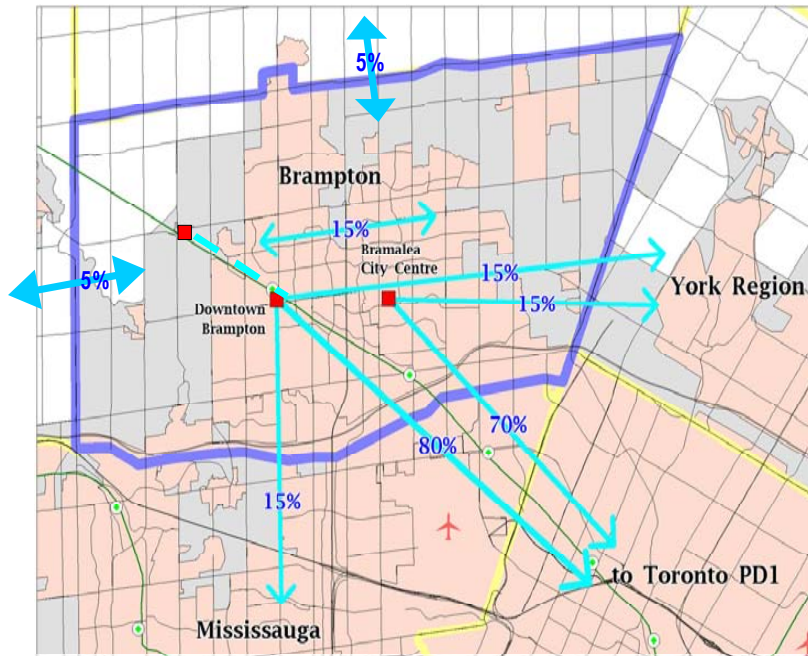 5%
Brampton
15%
Bramalea
City Centre
5%
15%
York Region
15%
Downtown
Brampton
70%
80%
15%
to Toronto PD1
Mississauga